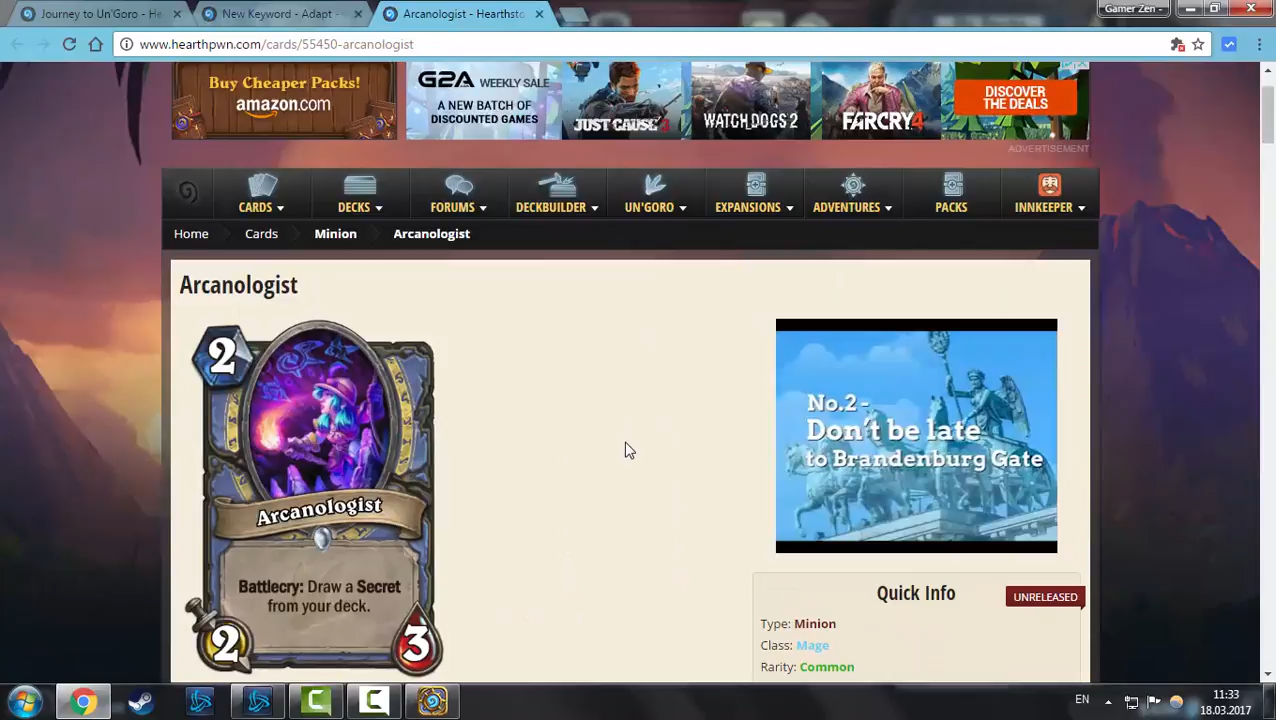 Journey to Un'Goro - He
New Keyword - Adapt -
Arcanologist - Hearthsto
Gamer Zen -
www.hearthpwn.com/cards/55450-arcanologist
Buy Cheaper Packs!
amazon.com
G2A WEEKLY SALE
A NEW BATCH OF
DISCOUNTED GAMES
JUST CAUSE
WATCH_DOGS 2
FARCRY4
DISCOVER
THE DEALS
ADVERTISEMENT
CARDS
DECKS
FORUMS
DECKBUILDER
UN'GORO
EXPANSIONS
ADVENTURES
PACKS
INNKEEPER
Home
Cards
Minion
Arcanologist
Arcanologist
2
Arcanologist
Battlecry: Draw a Secret
from your deck.
2
3
No.2 -
Don't be late
to Brandenburg Gate
Quick Info
UNRELEASED
Type: Minion
Class: Mage
Rarity: Common
EN
11:33
18.03.2017